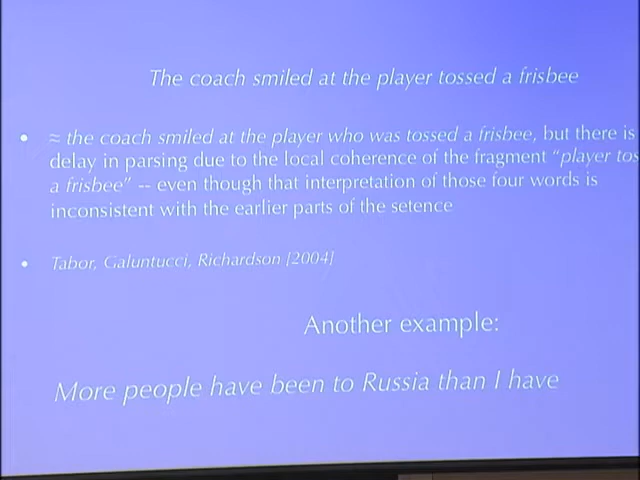 The coach smiled at the player tossed a frisbee
• ≈ the coach smiled at the player who was tossed a frisbee, but there is
delay in parsing due to the local coherence of the fragment "player tos
a frisbee" -- even though that interpretation of those four words is
inconsistent with the earlier parts of the setence
• Tabor, Galuntucci, Richardson [2004]
Another example:
More people have been to Russia than I have